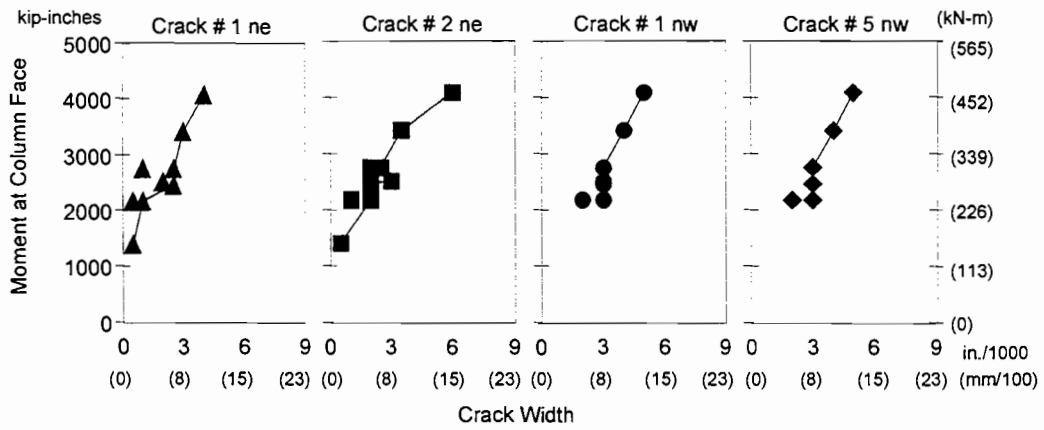 kip-inches Crack # 1 ne Crack # 2 ne Crack # 1 nw Crack # 5 nw (kN-m)
5000 (565)
4000 (452)
3000 (339)
2000 (226)
1000 (113)
0 (0)
Moment at Column Face
0 3 6 9 0 3 6 9 0 3 6 9 0 3 6 9 in./1000
(0) (8) (15) (23) (0) (8) (15) (23) (0) (8) (15) (23) (0) (8) (15) (23) (mm/100)
Crack Width